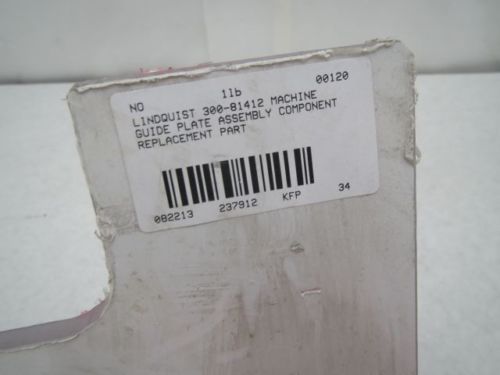 NO 1lb 00120
LINDQUIST 300-81412 MACHINE
GUIDE PLATE ASSEMBLY COMPONENT
REPLACEMENT PART
082213 237912 KFP 34